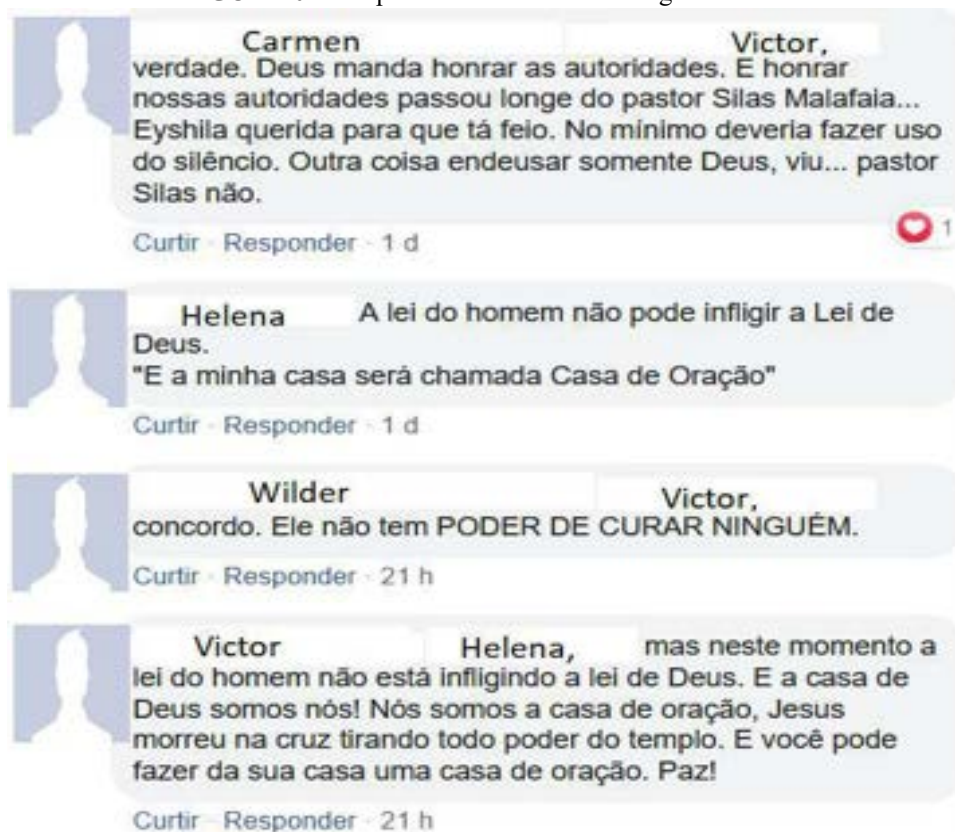 Carmen Victor,
verdade. Deus manda honrar as autoridades. E honrar
nossas autoridades passou longe do pastor Silas Malafaia...
Eyshila querida para que tá feio. No mínimo deveria fazer uso
do silêncio. Outra coisa endeusar somente Deus, viu... pastor
Silas não.
1
Curtir · Responder · 1 d
Helena A lei do homem não pode infligir a Lei de
Deus.
"E a minha casa será chamada Casa de Oração"
Curtir · Responder · 1 d
Wilder Victor,
concordo. Ele não tem PODER DE CURAR NINGUÉM.
Curtir · Responder · 21 h
Victor Helena, mas neste momento a
lei do homem não está infligindo a lei de Deus. E a casa de
Deus somos nós! Nós somos a casa de oração, Jesus
morreu na cruz tirando todo poder do templo. E você pode
fazer da sua casa uma casa de oração. Paz!
Curtir · Responder · 21 h